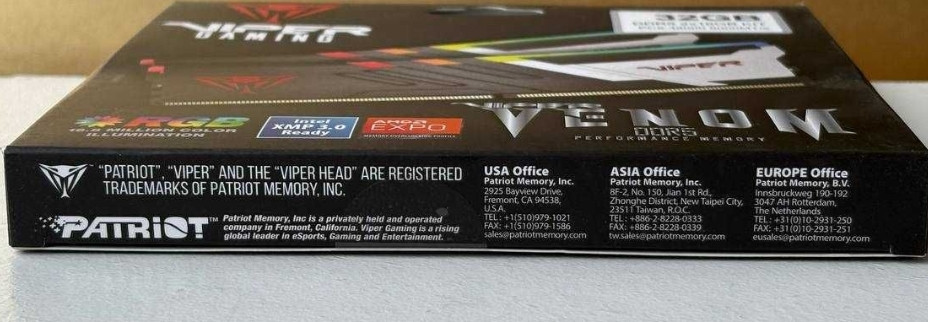 VIPER
GAMING
32GB
VIPER
RGB
16.8 MILLION COLOR
ILLUMINATION
Intel
XMP 3.0
Ready
AMD
EXPO
VIPER
VENOM
DDR5
PERFORMANCE MEMORY
"PATRIOT", "VIPER" AND THE "VIPER HEAD" ARE REGISTERED
TRADEMARKS OF PATRIOT MEMORY, INC.
PATRIOT™
Patriot Memory, Inc is a privately held and operated
company in Fremont, California. Viper Gaming is a rising
global leader in eSports, Gaming and Entertainment.
USA Office
Patriot Memory, Inc.
2925 Bayview Drive,
Fremont, CA 94538,
U.S.A.
TEL : +1(510)979-1021
FAX: +1(510)979-1586
sales@patriotmemory.com
ASIA Office
Patriot Memory, Inc.
8F-2, No. 150, Jian 1st Rd.,
Zhonghe District, New Taipei City,
23511 Taiwan, R.O.C.
TEL : +886-2-8228-0333
FAX: +886-2-8228-0339
tw.sales@patriotmemory.com
EUROPE Office
Patriot Memory, B.V.
Innsbruckweg 190-192
3047 AH Rotterdam,
The Netherlands
TEL : +31(0)10-2931-250
FAX: +31(0)10-2931-251
eusales@patriotmemory.com